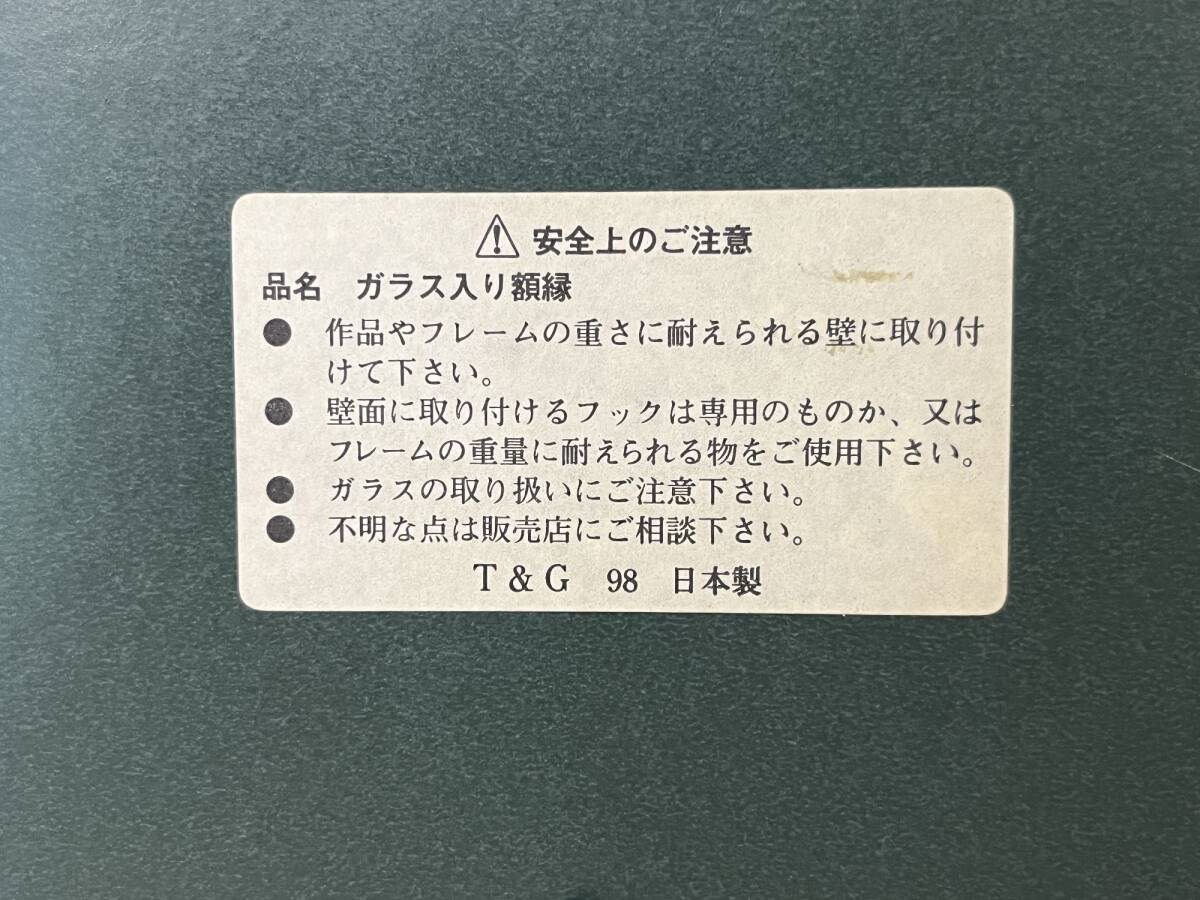 ⚠ 安全上のご注意
品名　ガラス入り額縁
● 作品やフレームの重さに耐えられる壁に取り付
けて下さい。
● 壁面に取り付けるフックは専用のものか、又は
フレームの重量に耐えられる物をご使用下さい。
● ガラスの取り扱いにご注意下さい。
● 不明な点は販売店にご相談下さい。
T & G　98　日本製